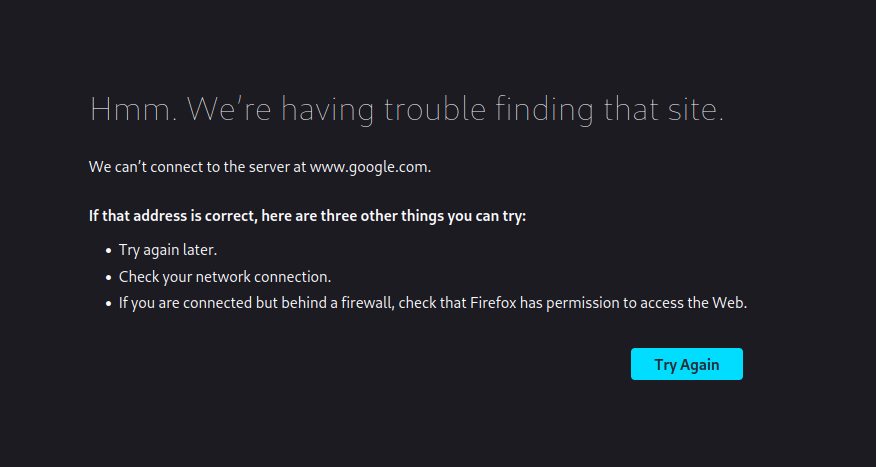 Hmm. We’re having trouble finding that site.
We can’t connect to the server at www.google.com.
If that address is correct, here are three other things you can try:
• Try again later.
• Check your network connection.
• If you are connected but behind a firewall, check that Firefox has permission to access the Web.
Try Again